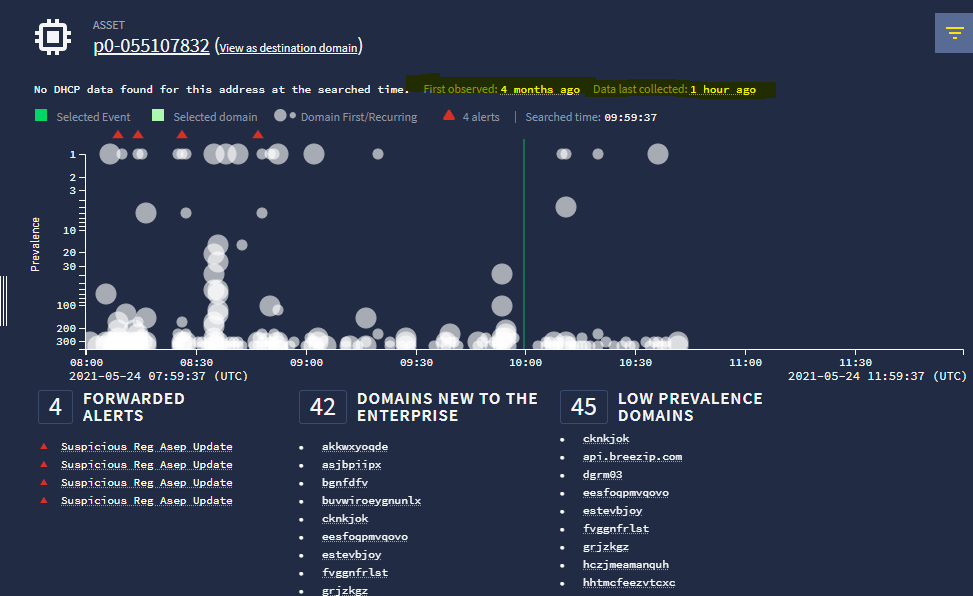 ASSET
p0-055107832 (View as destination domain)
No DHCP data found for this address at the searched time. First observed: 4 months ago Data last collected: 1 hour ago
Selected Event Selected domain Domain First/Recurring 4 alerts | Searched time: 09:59:37
Prevalence
1
2
3
10
20
30
100
200
300
08:00 08:30 09:00 09:30 10:00 10:30 11:00 11:30
2021-05-24 07:59:37 (UTC) 2021-05-24 11:59:37 (UTC)
4 FORWARDED
ALERTS
Suspicious Reg Asep Update
Suspicious Reg Asep Update
Suspicious Reg Asep Update
Suspicious Reg Asep Update
42 DOMAINS NEW TO THE
ENTERPRISE
akkwxyoqde
asjbpiipx
bgnfdfv
buvwiroeygnunlx
cknkjok
eesfoqpmvqovo
estevbjoy
fvggnfrlst
grjzkgz
45 LOW PREVALENCE
DOMAINS
cknkjok
api.breezip.com
dgrm03
eesfoqpmvqovo
estevbjoy
fvggnfrlst
grjzkgz
hczjmeamanquh
hhtmcfeezvtcxc